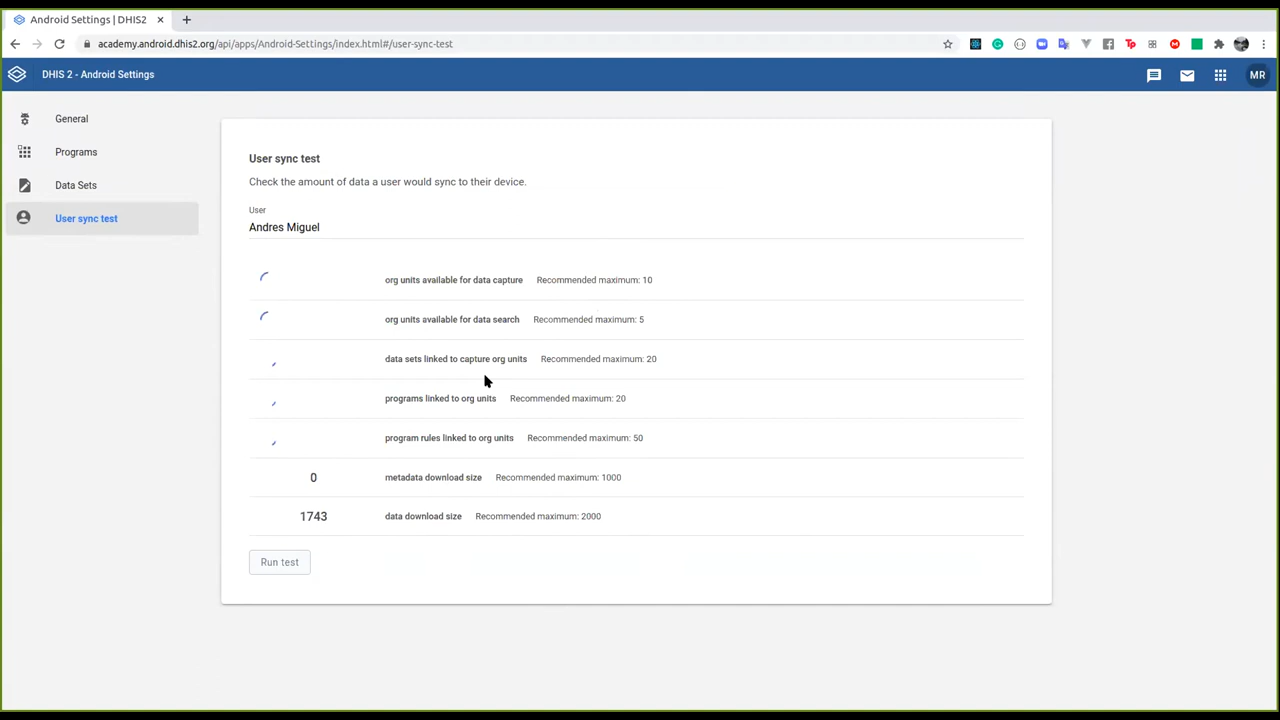 Android Settings | DHIS2
academy.android.dhis2.org/api/apps/Android-Settings/index.html#/user-sync-test
DHIS 2 - Android Settings
MR
General
Programs
Data Sets
User sync test
User sync test
Check the amount of data a user would sync to their device.
User
Andres Miguel
org units available for data capture Recommended maximum: 10
org units available for data search Recommended maximum: 5
data sets linked to capture org units Recommended maximum: 20
programs linked to org units Recommended maximum: 20
program rules linked to org units Recommended maximum: 50
0 metadata download size Recommended maximum: 1000
1743 data download size Recommended maximum: 2000
Run test